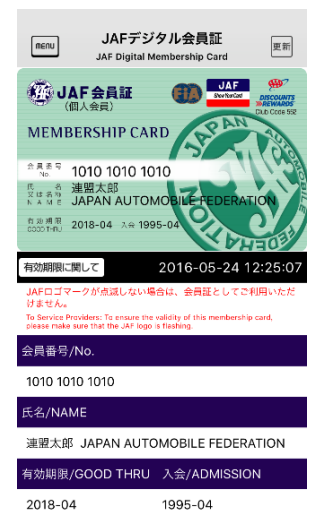 MENU
JAFデジタル会員証
JAF Digital Membership Card
更新
JAF会員証
(個人会員)
FIA
JAF
Show Your Card
DISCOUNTS
& REWARDS
Club Code 552
MEMBERSHIP CARD
会員番号
No.
1010 1010 1010
氏 名
又は名称
NAME
連盟太郎
JAPAN AUTOMOBILE FEDERATION
有効期限
GOOD THRU
2018-04 入会 1995-04
JAPAN AUTOMOBILE FEDERATION
有効期限に関して
2016-05-24 12:25:07
JAFロゴマークが点滅しない場合は、会員証としてご利用いただ
けません。
To Service Providers: To ensure the validity of this membership card,
please make sure that the JAF logo is flashing.
会員番号/No.
1010 1010 1010
氏名/NAME
連盟太郎 JAPAN AUTOMOBILE FEDERATION
有効期限/GOOD THRU 入会/ADMISSION
2018-04 1995-04